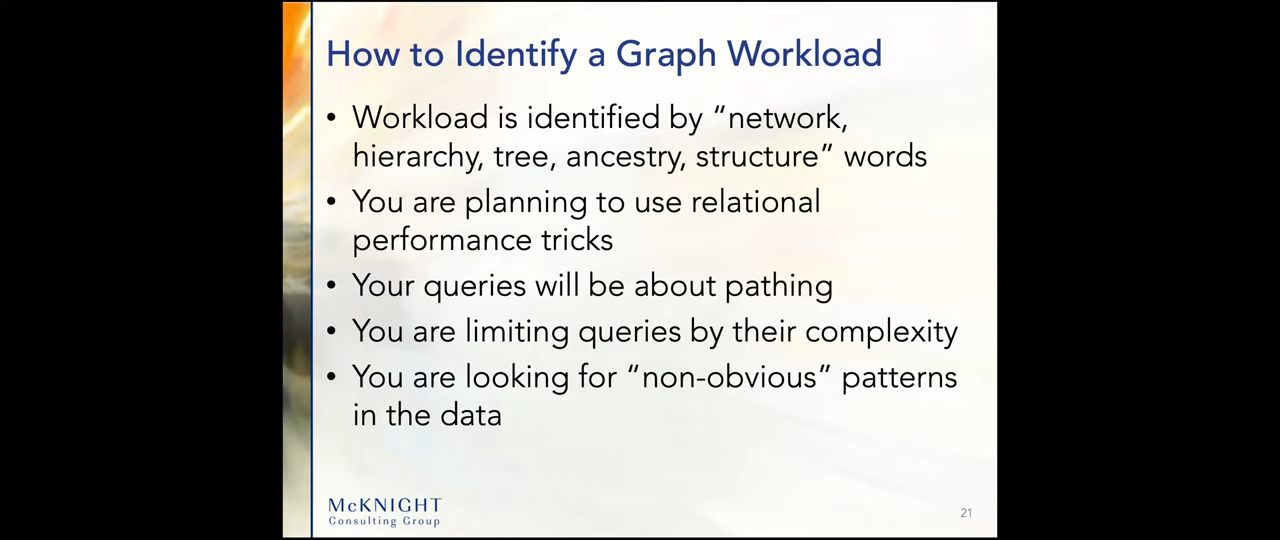 How to Identify a Graph Workload
• Workload is identified by “network,
hierarchy, tree, ancestry, structure” words
• You are planning to use relational
performance tricks
• Your queries will be about pathing
• You are limiting queries by their complexity
• You are looking for “non-obvious” patterns
in the data
McKNIGHT
Consulting Group
21